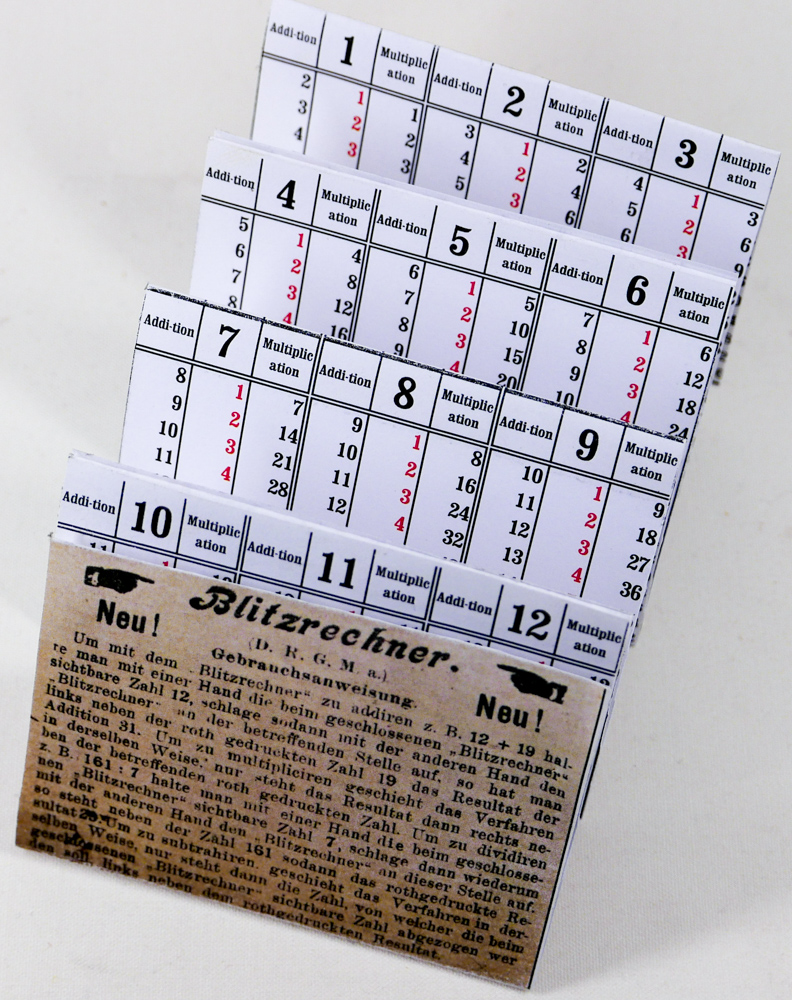 Addi-tion 1 Multiplic ation Addi-tion 2 Multiplic ation Addi-tion 3 Multiplic ation
2 1 1 3 1 2 4 1 3
3 2 2 4 2 4 5 2 6
4 3 3 5 3 6 6 3 9
Addi-tion 4 Multiplic ation Addi-tion 5 Multiplic ation Addi-tion 6 Multiplic ation
5 1 4 6 1 5 7 1 6
6 2 8 7 2 10 8 2 12
7 3 12 8 3 15 9 3 18
8 4 16 9 4 20 10 4 24
Addi-tion 7 Multiplic ation Addi-tion 8 Multiplic ation Addi-tion 9 Multiplic ation
8 1 7 9 1 8 10 1 9
9 2 14 10 2 16 11 2 18
10 3 21 11 3 24 12 3 27
11 4 28 12 4 32 13 4 36
Addi-tion 10 Multiplic ation Addi-tion 11 Multiplic ation Addi-tion 12 Multiplic ation
Neu! Blitzrechner. Neu!
(D. R. G. M a.)
Gebrauchsanweisung.
Um mit dem „Blitzrechner“ zu addiren z. B. 12 + 19 hal-
te man mit einer Hand die beim geschlossenen „Blitzrechner“
sichtbare Zahl 12, schlage sodann mit der anderen Hand den
„Blitzrechner“ an der betreffenden Stelle auf, so hat man
links neben der roth gedruckten Zahl 19 das Resultat der
Addition 31. Um zu multipliciren geschieht das Verfahren
in derselben Weise, nur steht das Resultat dann rechts ne-
ben der betreffenden roth gedruckten Zahl. Um zu dividiren
z. B. 161 : 7 halte man mit einer Hand die beim geschlosse-
nen „Blitzrechner“ sichtbare Zahl 7, schlage dann wiederum
mit der anderen Hand den „Blitzrechner“ an dieser Stelle auf.
so steht neben der Zahl 161 sodann das rothgedruckte Re-
sultat Um zu subtrahiren, geschieht das Verfahren in der-
selben Weise, nur steht dann die Zahl, von welcher die beim
geschlossenen „Blitzrechner“ sichtbare Zahl abgezogen wer
den soll, links neben dem rothgedruckten Resultat.